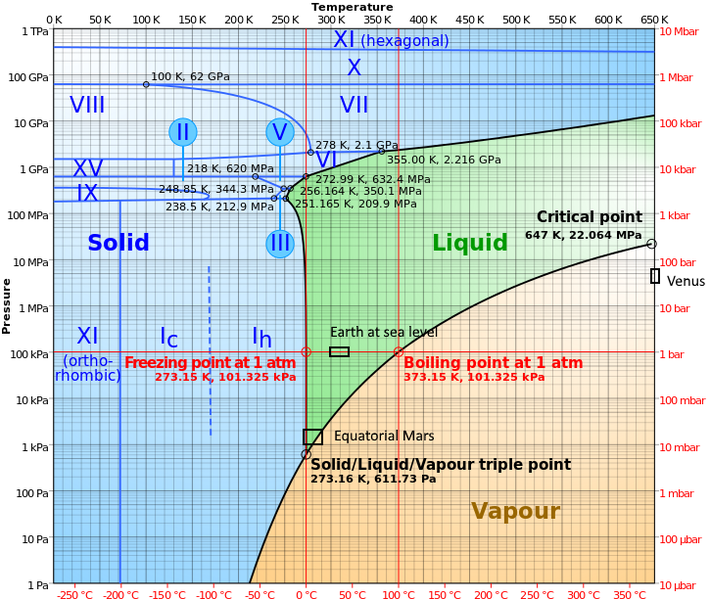 Temperature
0 K 50 K 100 K 150 K 200 K 250 K 300 K 350 K 400 K 450 K 500 K 550 K 600 K 650 K
1 TPa
10 Mbar
XI (hexagonal)
X
100 GPa
100 K, 62 GPa
1 Mbar
VIII
VII
II
V
10 GPa
100 kbar
278 K, 2.1 GPa
VI
355.00 K, 2.216 GPa
1 GPa
XV
218 K, 620 MPa
10 kbar
272.99 K, 632.4 MPa
IX
248.85 K, 344.3 MPa
256.164 K, 350.1 MPa
238.5 K, 212.9 MPa
251.165 K, 209.9 MPa
100 MPa
1 kbar
Critical point
647 K, 22.064 MPa
Solid
III
Liquid
10 MPa
100 bar
Venus
Pressure
1 MPa
10 bar
XI
(ortho-
rhombic)
Ic
Ih
Earth at sea level
100 kPa
1 bar
Freezing point at 1 atm
273.15 K, 101.325 kPa
Boiling point at 1 atm
373.15 K, 101.325 kPa
10 kPa
100 mbar
Equatorial Mars
1 kPa
10 mbar
Solid/Liquid/Vapour triple point
273.16 K, 611.73 Pa
100 Pa
1 mbar
Vapour
10 Pa
100 µbar
1 Pa
10 µbar
-250 °C -200 °C -150 °C -100 °C -50 °C 0 °C 50 °C 100 °C 150 °C 200 °C 250 °C 300 °C 350 °C